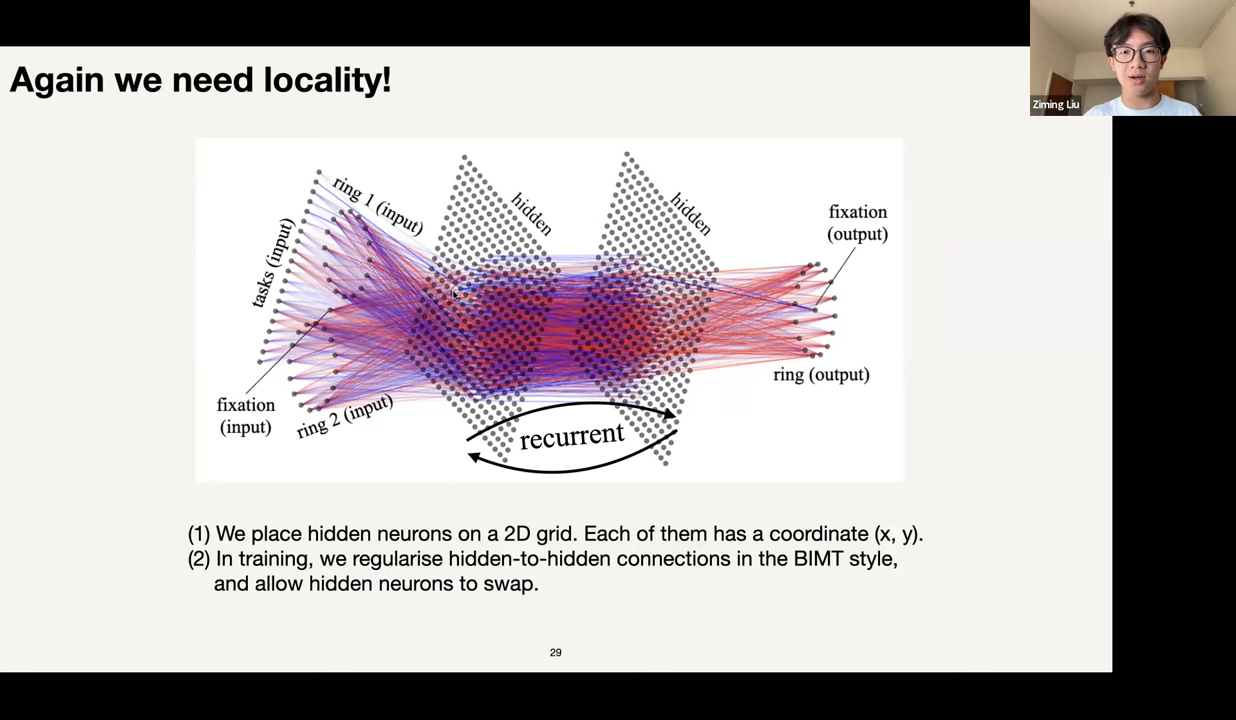 Again we need locality!
Ziming Liu
ring 1 (input)
hidden
hidden
fixation
(output)
tasks (input)
fixation
(input)
ring 2 (input)
recurrent
ring (output)
(1) We place hidden neurons on a 2D grid. Each of them has a coordinate (x, y).
(2) In training, we regularise hidden-to-hidden connections in the BIMT style,
and allow hidden neurons to swap.
29